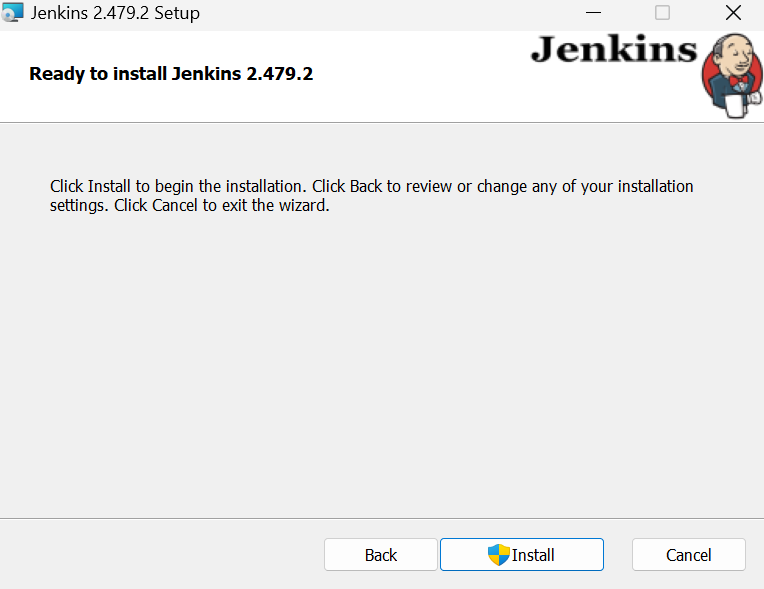 Jenkins 2.479.2 Setup
Jenkins
Ready to install Jenkins 2.479.2
Click Install to begin the installation. Click Back to review or change any of your installation
settings. Click Cancel to exit the wizard.
Back
Install
Cancel